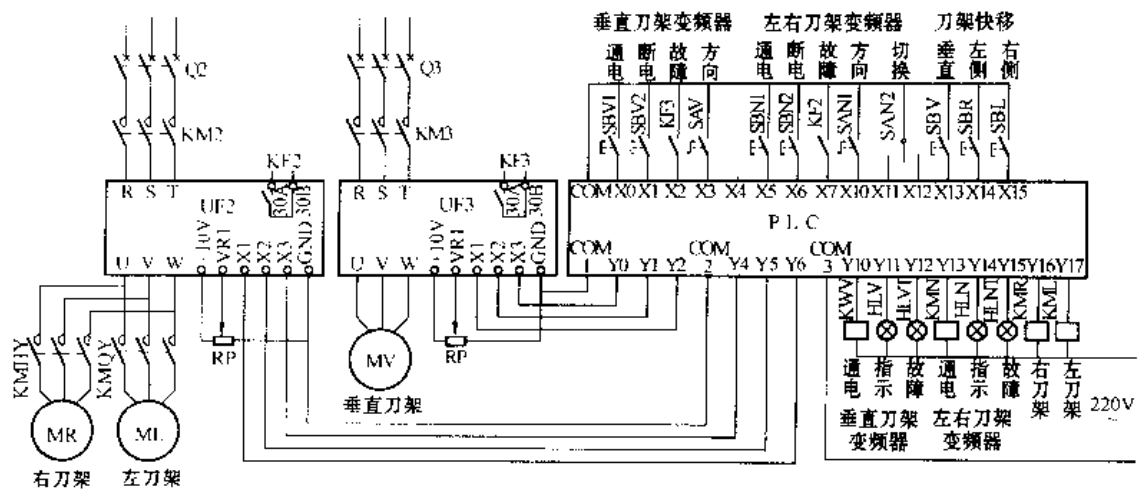 垂直刀架变频器 左右刀架变频器 刀架快移
通电 断电 故障 方向 通电 断电 故障 方向 切换 垂直 左侧 右侧
Q2 Q3
SBV1 SBV2 KF3 SAV SBN1 SBN2 KF2 SAN1 SAN2 SBV SBR SBL
KM2 KM3
KF2 KF3
R S T 30A 30B R S T 30A 30B COM X0 X1 X2 X3 X4 X5 X6 X7 X10 X11 X12 X13 X14 X15
UF2 UF3 PLC
10V VR1 X1 X2 X3 GND 10V VR1 X1 X2 X3 GND COM COM COM
U V W U V W Y0 Y1 Y2 2 Y4 Y5 Y6 3 Y10 Y11 Y12 Y13 Y14 Y15 Y16 Y17
KWV HLV KMN HLN KMR KML
RP RP
KMQY
MV
通电 指示 故障 通电 指示 故障 右刀架 左刀架
垂直刀架
220V
MR ML
垂直刀架变频器 左右刀架变频器
右刀架 左刀架